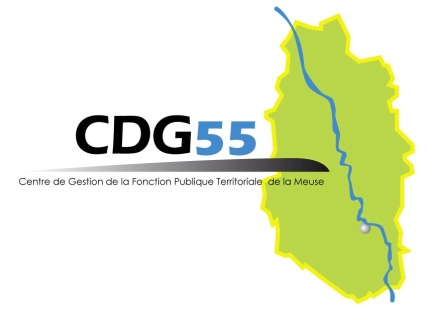 CDG55
Centre de Gestion de la Fonction Publique Territoriale de la Meuse